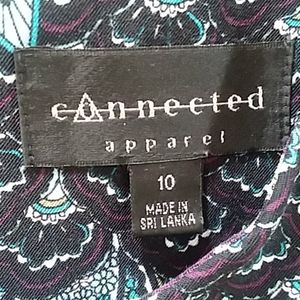 connected
apparel
10
MADE IN
SRI LANKA